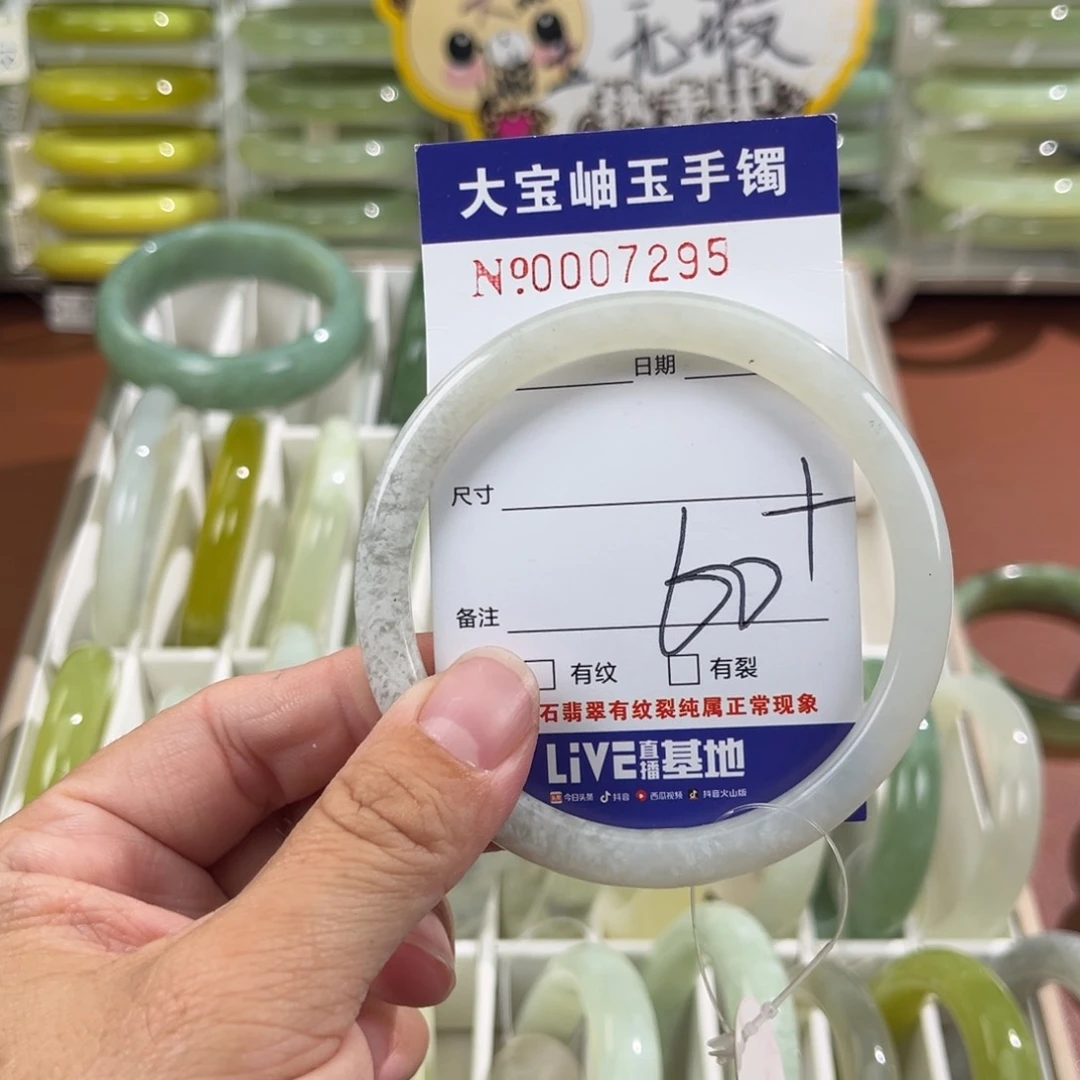 无瑕
大宝岫玉手镯
No0007295
日期
尺寸
60+
备注
有纹 有裂
石翡翠有纹裂纯属正常现象
LiVE直播基地
今日头条 抖音 西瓜视频 抖音火山版